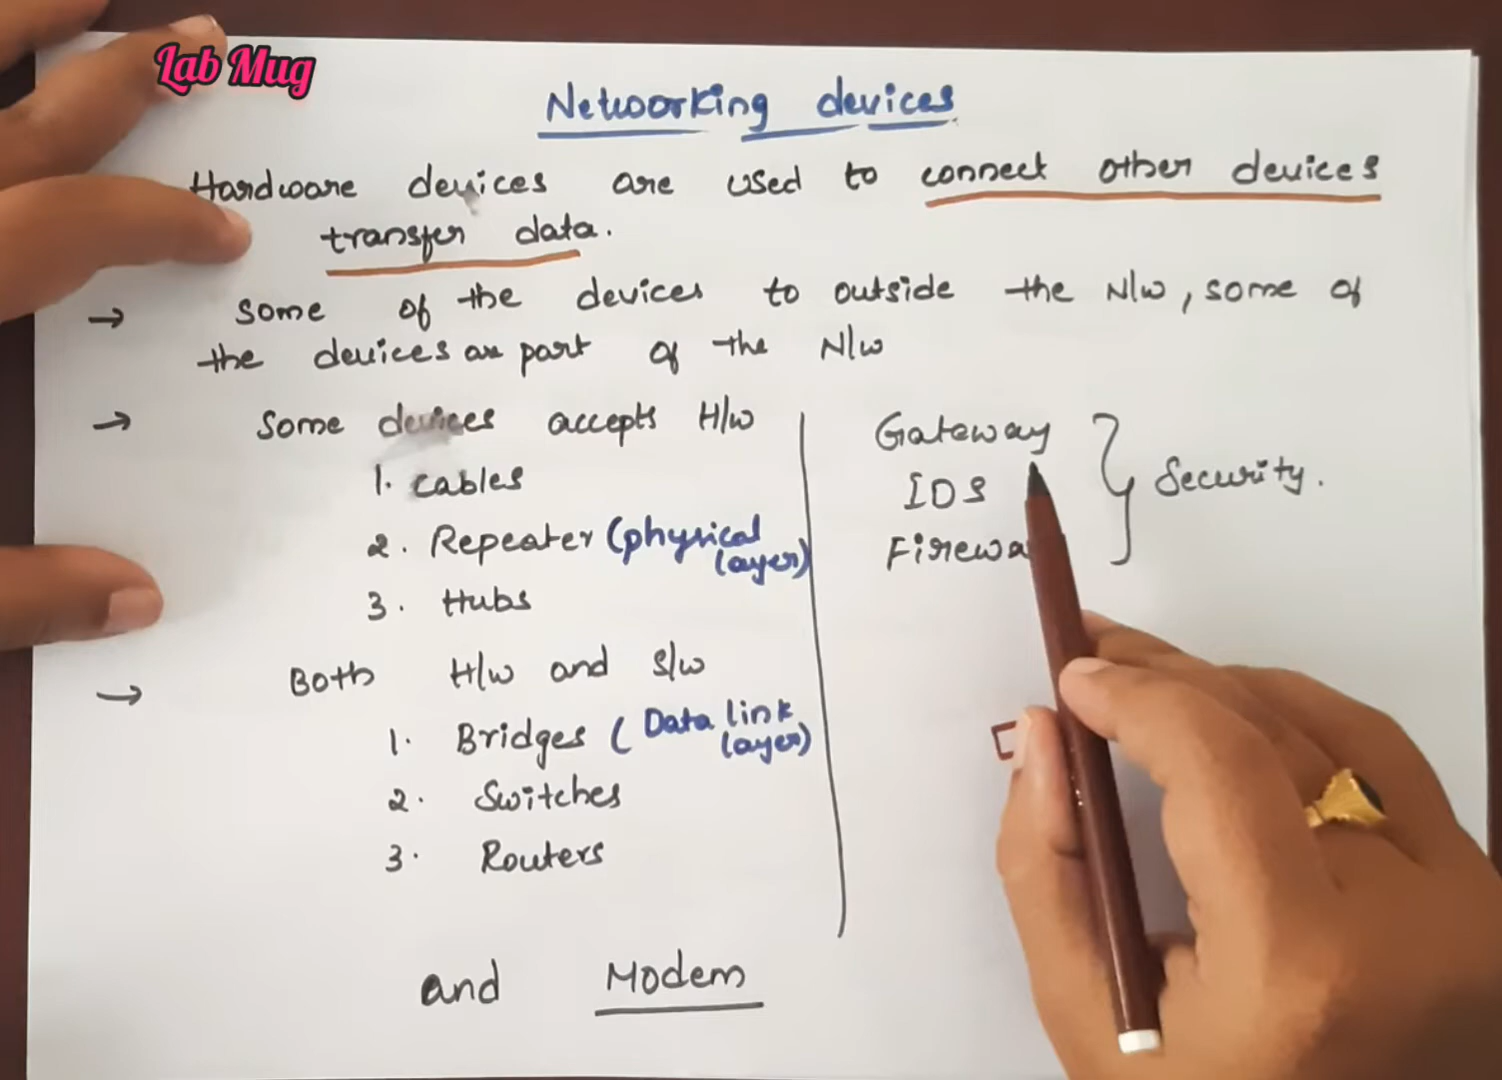 Lab Mug
Networking devices
Hardware devices are used to connect other devices
transfer data.
→ Some of the devices to outside the N/w, some of
the devices are part of the N/w
→ Some devices accepts H/w
1. cables
2. Repeater (physical
layer)
3. Hubs
→ Both H/w and S/w
1. Bridges ( Data link
layer)
2. Switches
3. Routers
and Modem
Gateway
IDS
Firewa
Security.